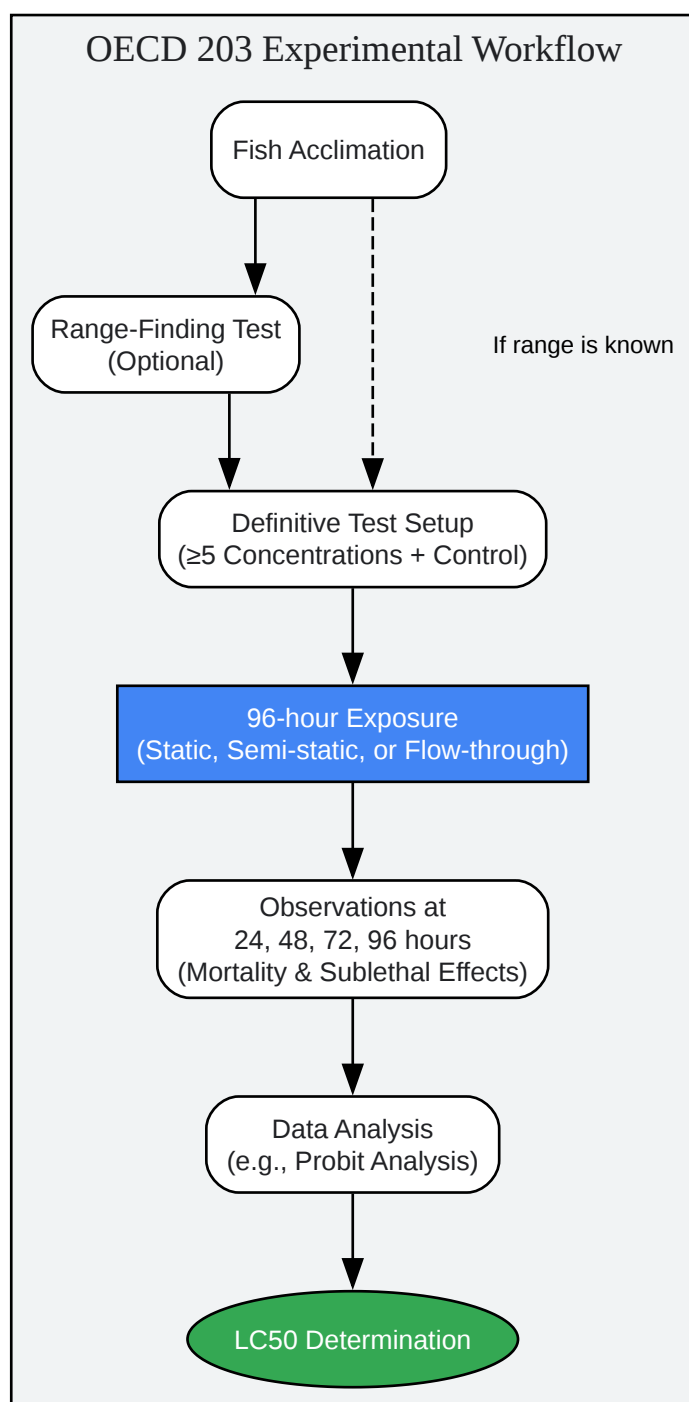 OECD 203 Experimental Workflow
Fish Acclimation
Range-Finding Test
(Optional)
If range is known
Definitive Test Setup
(≥5 Concentrations + Control)
96-hour Exposure
(Static, Semi-static, or Flow-through)
Observations at
24, 48, 72, 96 hours
(Mortality & Sublethal Effects)
Data Analysis
(e.g., Probit Analysis)
LC50 Determination